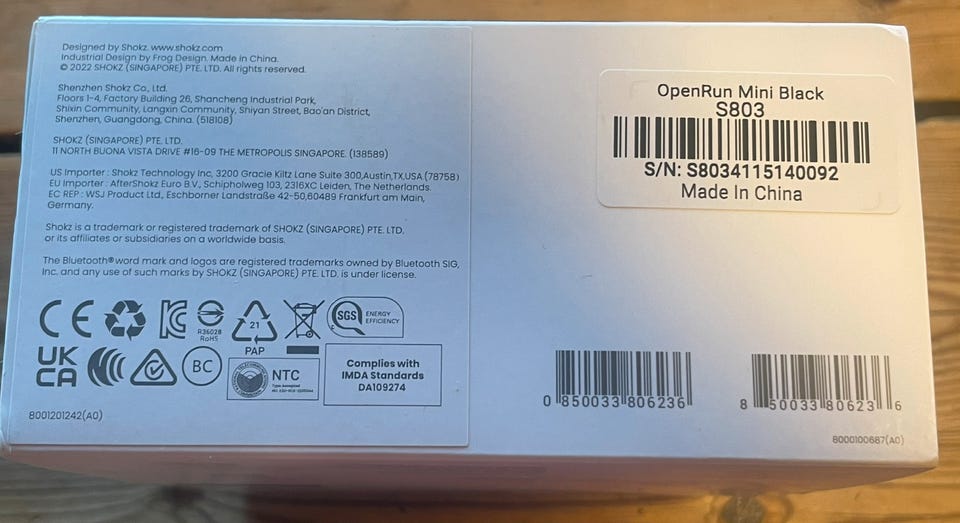 Designed by Shokz. www.shokz.com
Industrial Design by Frog Design. Made in China.
© 2022 SHOKZ (SINGAPORE) PTE. LTD. All rights reserved.
Shenzhen Shokz Co., Ltd.
Floors 1-4, Factory Building 26, Shancheng Industrial Park,
Shixin Community, Langxin Community, Shiyan Street, Bao'an District,
Shenzhen, Guangdong, China. (518108)
SHOKZ (SINGAPORE) PTE. LTD.
11 NORTH BUONA VISTA DRIVE #16-09 THE METROPOLIS SINGAPORE. (138589)
US Importer : Shokz Technology Inc, 3200 Gracie Kiltz Lane Suite 300,Austin,TX,USA.(78758)
EU Importer : AfterShokz Euro B.V., Schipholweg 103, 2316XC Leiden, The Netherlands.
EC REP : WSJ Product Ltd., Eschborner Landstraße 42-50,60489 Frankfurt am Main,
Germany.
Shokz is a trademark or registered trademark of SHOKZ (SINGAPORE) PTE. LTD.
or its affiliates or subsidiaries on a worldwide basis.
The Bluetooth® word mark and logos are registered trademarks owned by Bluetooth SIG,
Inc. and any use of such marks by SHOKZ (SINGAPORE) PTE. LTD. is under license.
CE
R36028
RoHS
21
PAP
SGS ENERGY
EFFICIENCY
UK
CA
BC
NTC
Type Accepted
Complies with
IMDA Standards
DA109274
8001201242(A0)
OpenRun Mini Black
S803
S/N: S8034115140092
Made In China
0 850033 806236
8 50033 80623 6
8000100687(A0)